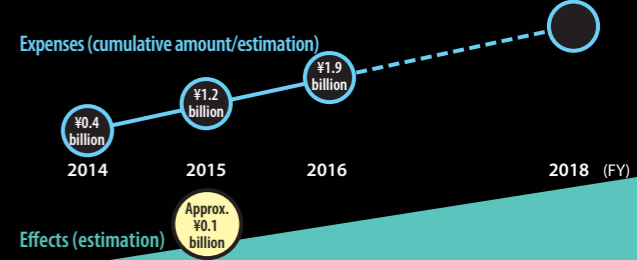 Expenses (cumulative amount/estimation)
¥0.4
billion
¥1.2
billion
¥1.9
billion
2014
2015
2016
2018 (FY)
Approx.
¥0.1
billion
Effects (estimation)